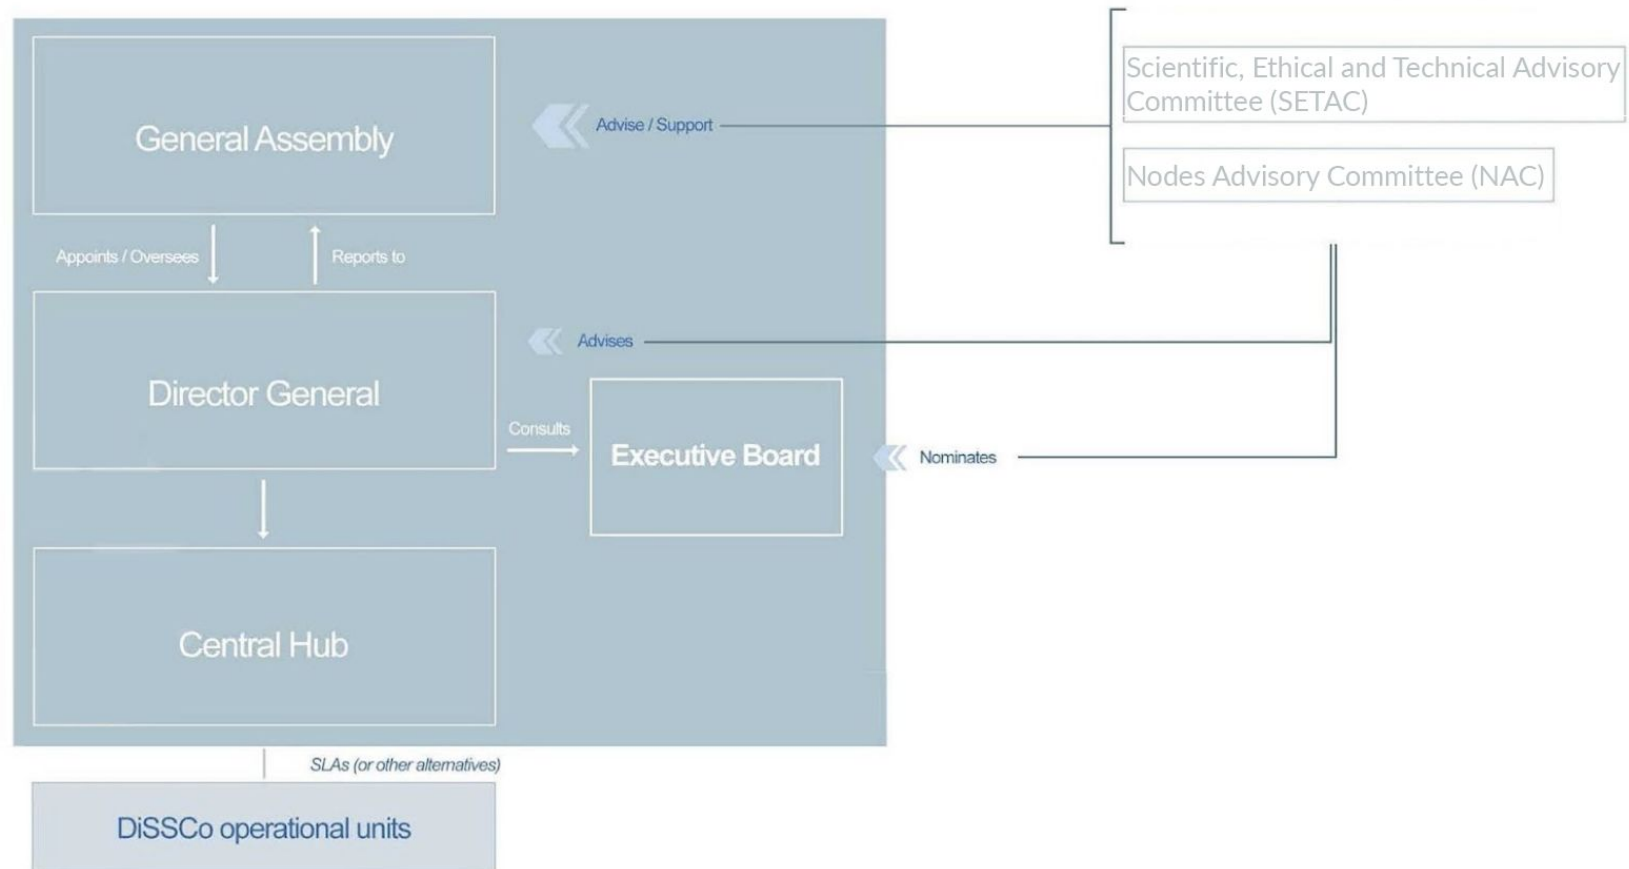 Scientific, Ethical and Technical Advisory
Committee (SETAC)
General Assembly
Advise / Support
Nodes Advisory Committee (NAC)
Appoints / Oversees
Reports to
Advises
Director General
Consults
Executive Board
Nominates
Central Hub
SLAs (or other alternatives)
DiSSCo operational units